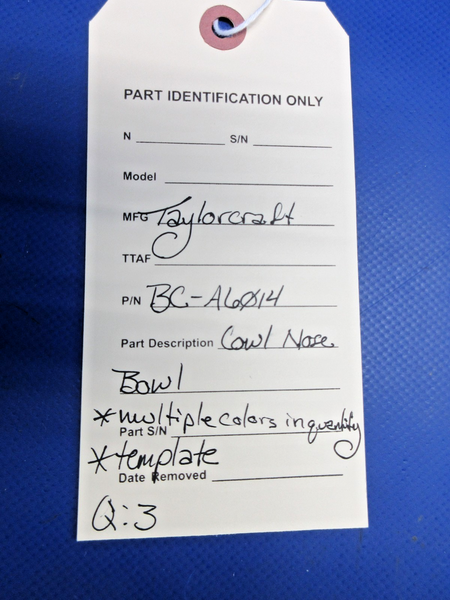 PART IDENTIFICATION ONLY
N S/N
Model
MFG Taylorcraft
TTAF
P/N BC-A6Ø14
Part Description Cowl Nose
Bowl
*multiple colors in quantity
Part S/N
*template
Date Removed
Q:3